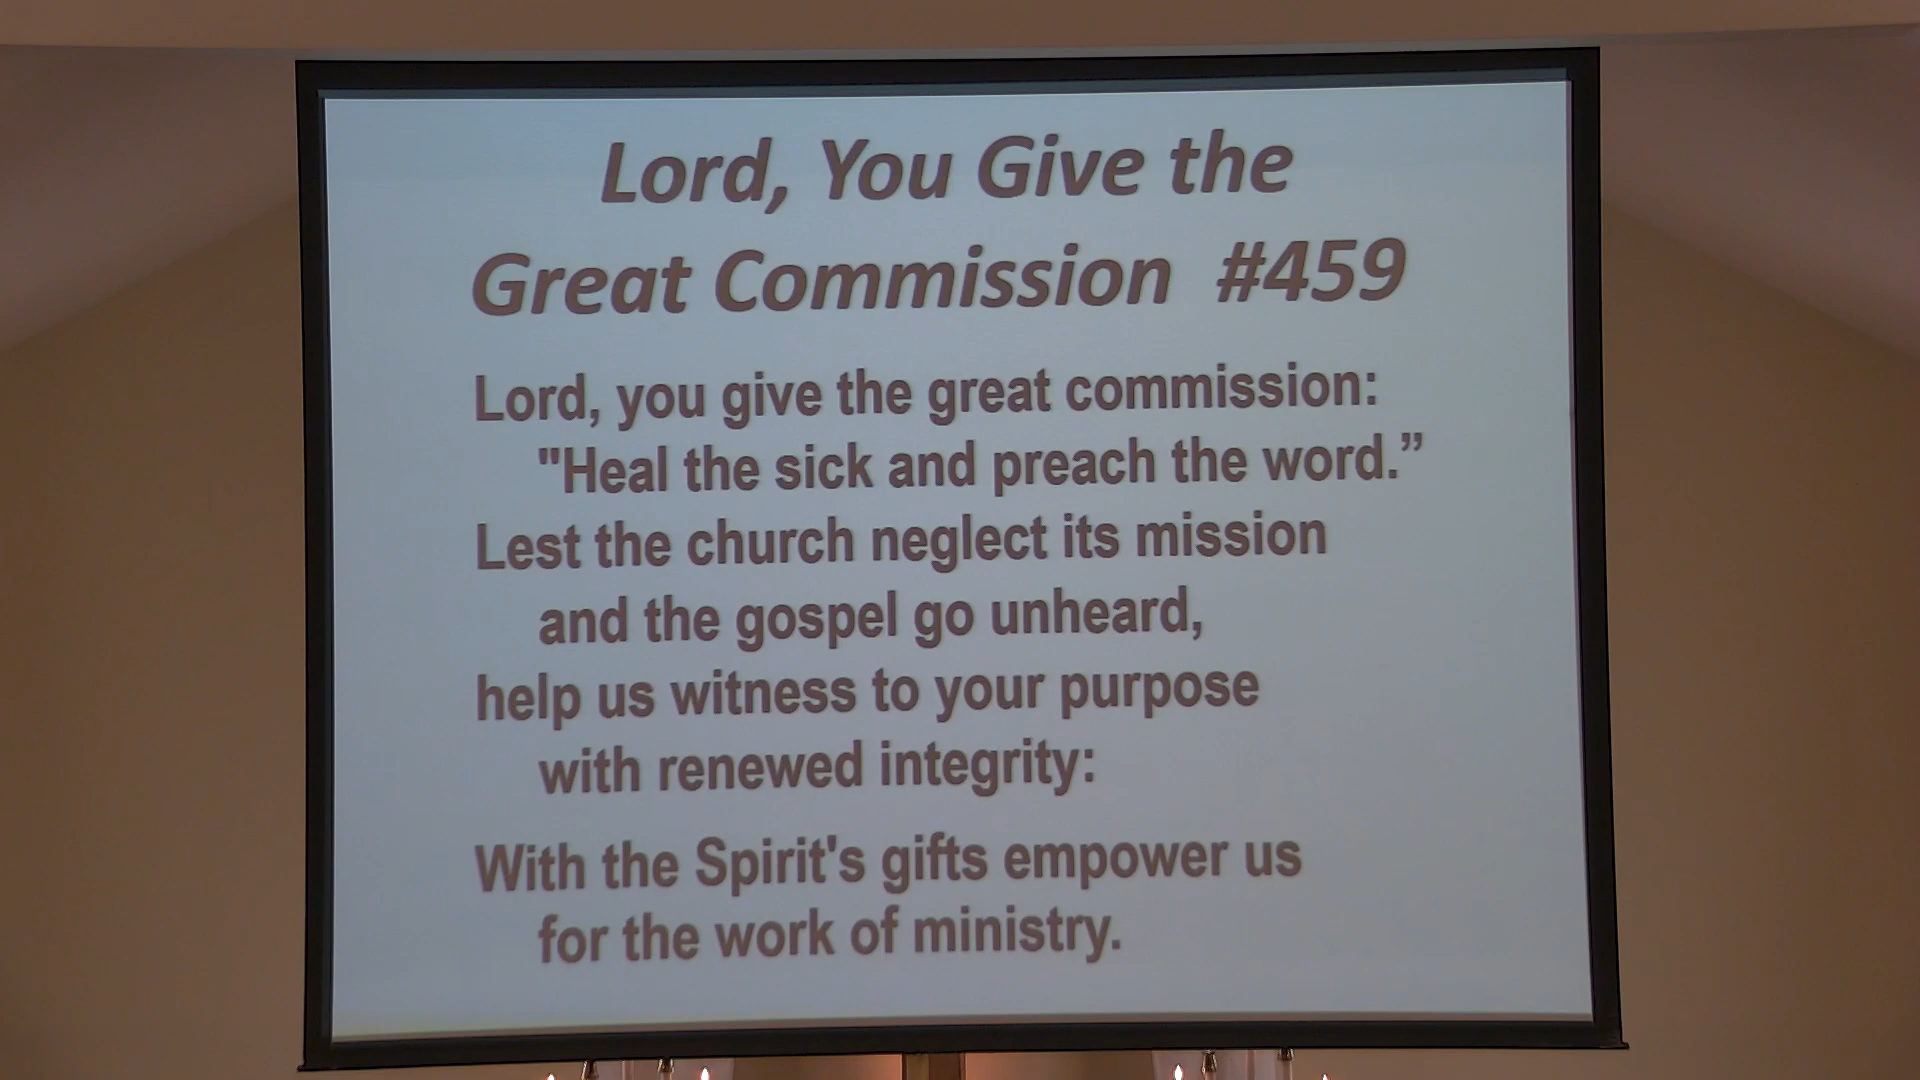 Lord, You Give the
Great Commission #459
Lord, you give the great commission:
"Heal the sick and preach the word.”
Lest the church neglect its mission
and the gospel go unheard,
help us witness to your purpose
with renewed integrity:
With the Spirit's gifts empower us
for the work of ministry.